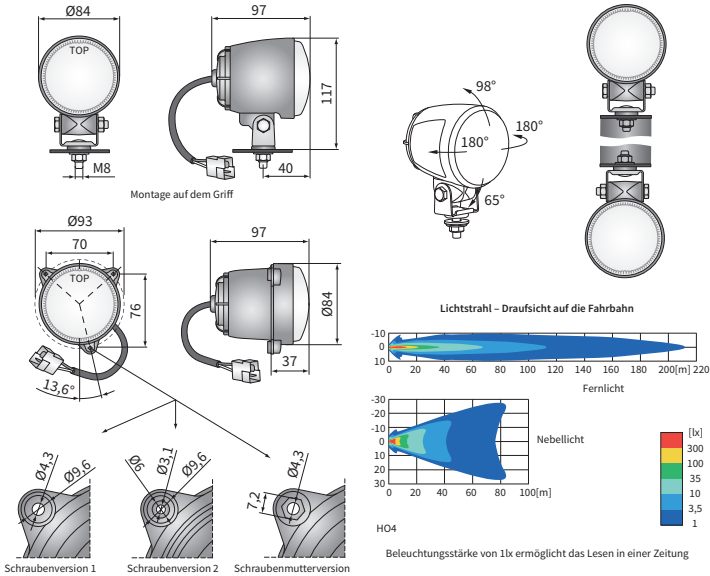 Ø84
97
TOP
117
M8
40
Montage auf dem Griff
98°
180°
180°
65°
Ø93
70
TOP
76
13,6°
97
Ø84
37
Lichtstrahl – Draufsicht auf die Fahrbahn
-10
0
10
0 20 40 60 80 100 120 140 160 180 200[m] 220
Fernlicht
-30
-20
10
0
10
20
30
0 20 40 60 80 100[m]
Nebellicht
[lx]
300
100
35
10
3,5
1
HO4
Beleuchtungsstärke von 1lx ermöglicht das Lesen in einer Zeitung
Ø4,3
Ø9,6
Schraubenversion 1
Ø6
Ø3,1
Ø9,6
Schraubenversion 2
Ø4,3
7,2
Schraubenmutterversion